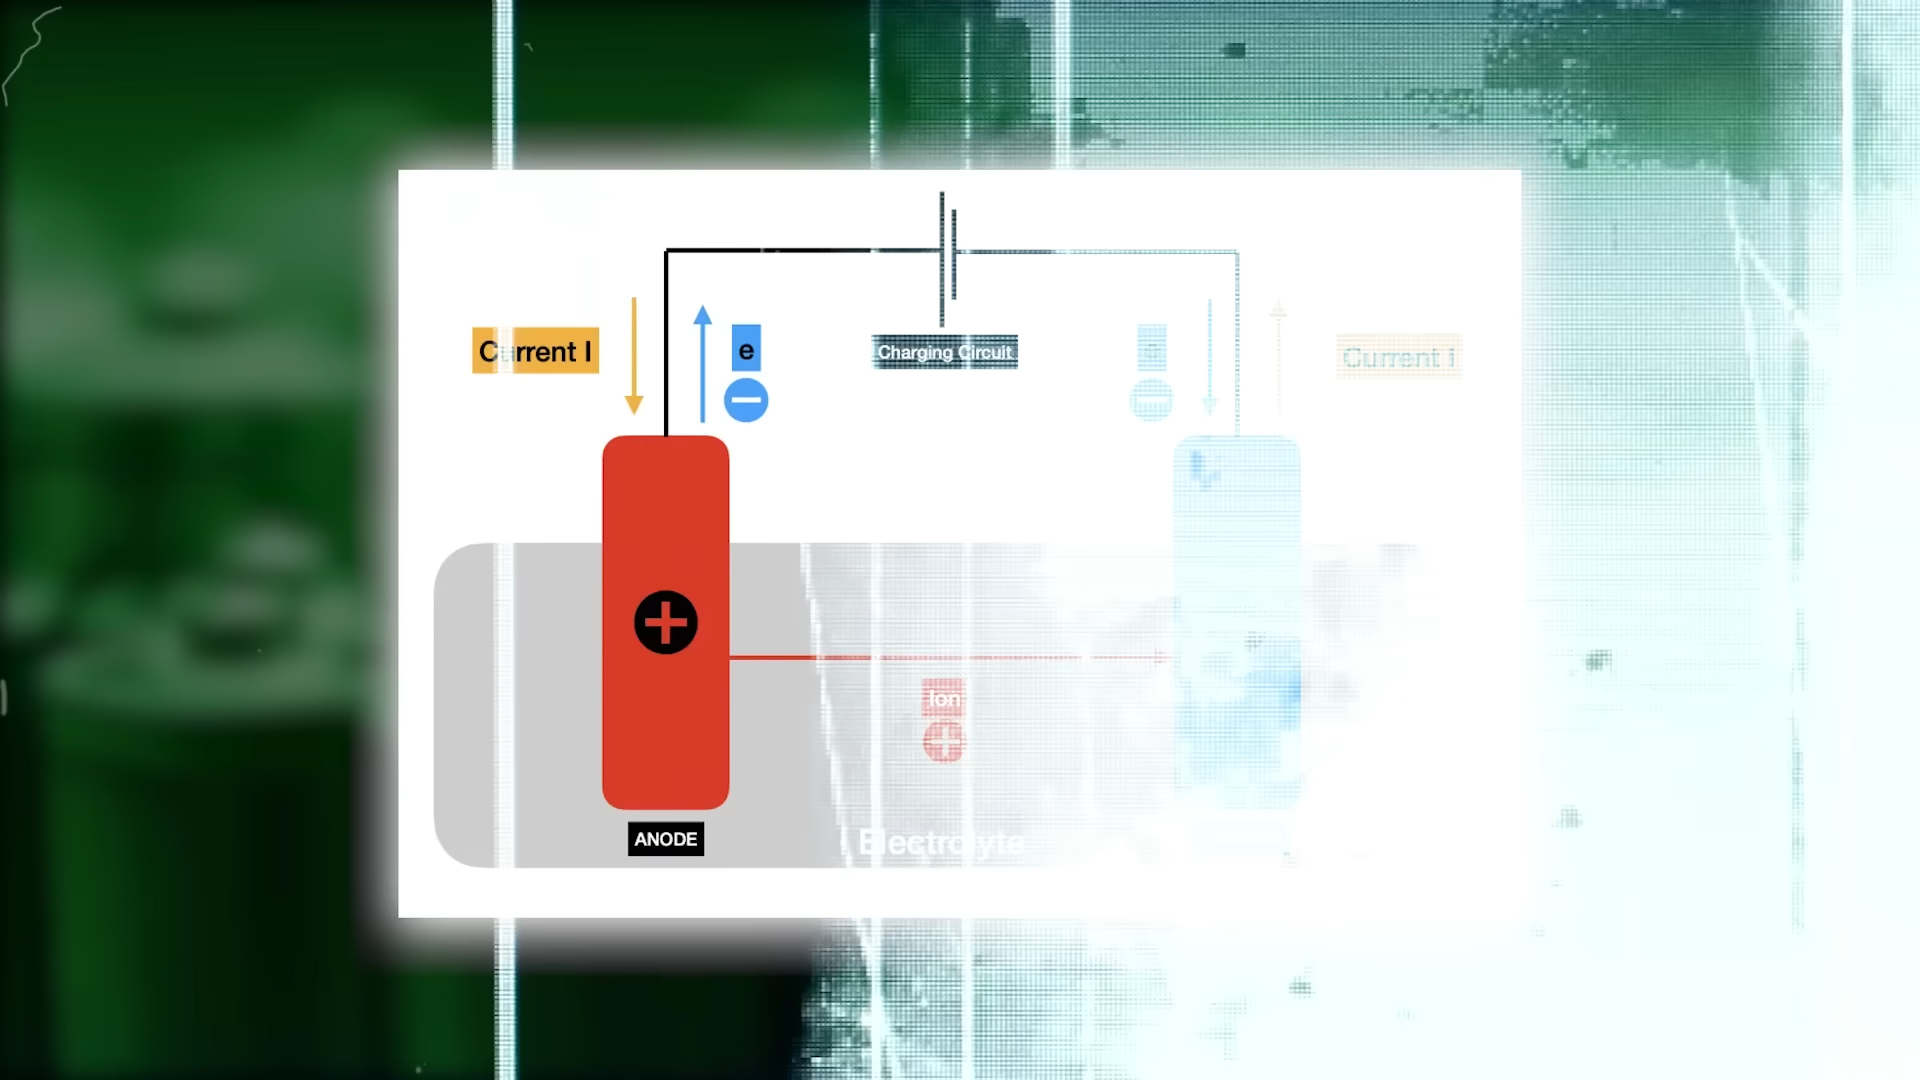 Current I
e
Charging Circuit
Current i
Ion
ANODE
Electrolyte